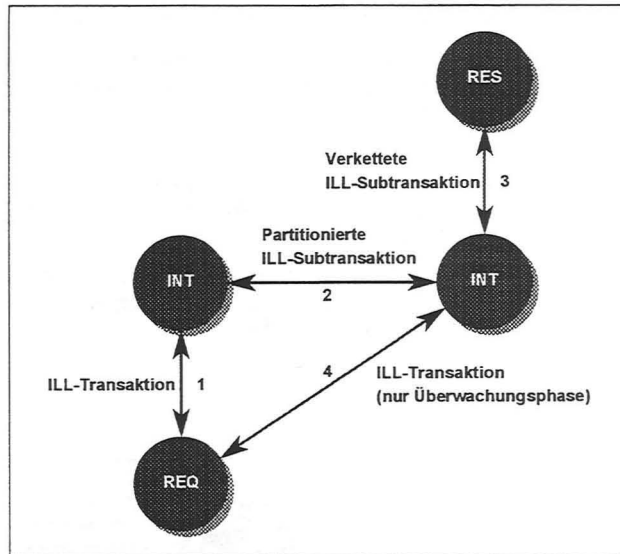 RES
Verkettete
ILL-Subtransaktion
3
Partitionierte
ILL-Subtransaktion
INT
INT
2
4
ILL-Transaktion
1
ILL-Transaktion
(nur Überwachungsphase)
REQ